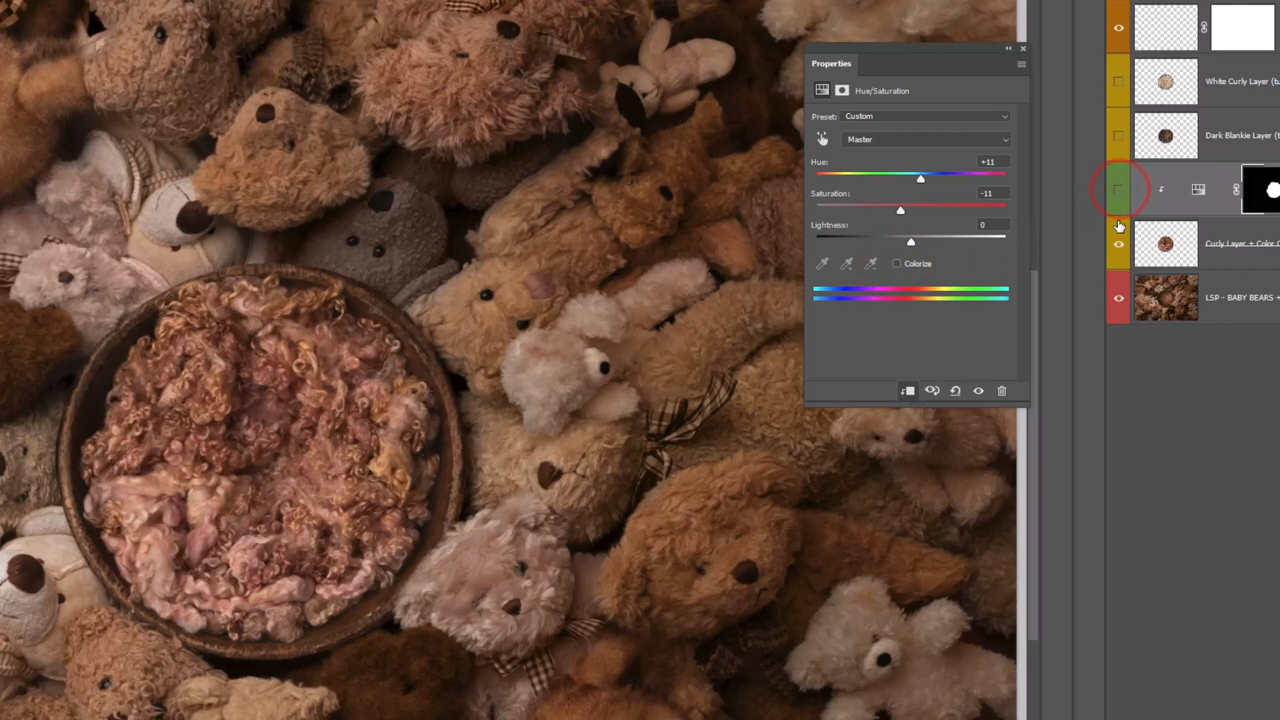 Properties
Hue/Saturation
Preset: Custom
Master
Hue: +11
Saturation: -11
Lightness: 0
Colorize
White Curly Layer (t
Dark Blankie Layer (t
Curly Layer + Color
LSP - BABY BEARS +